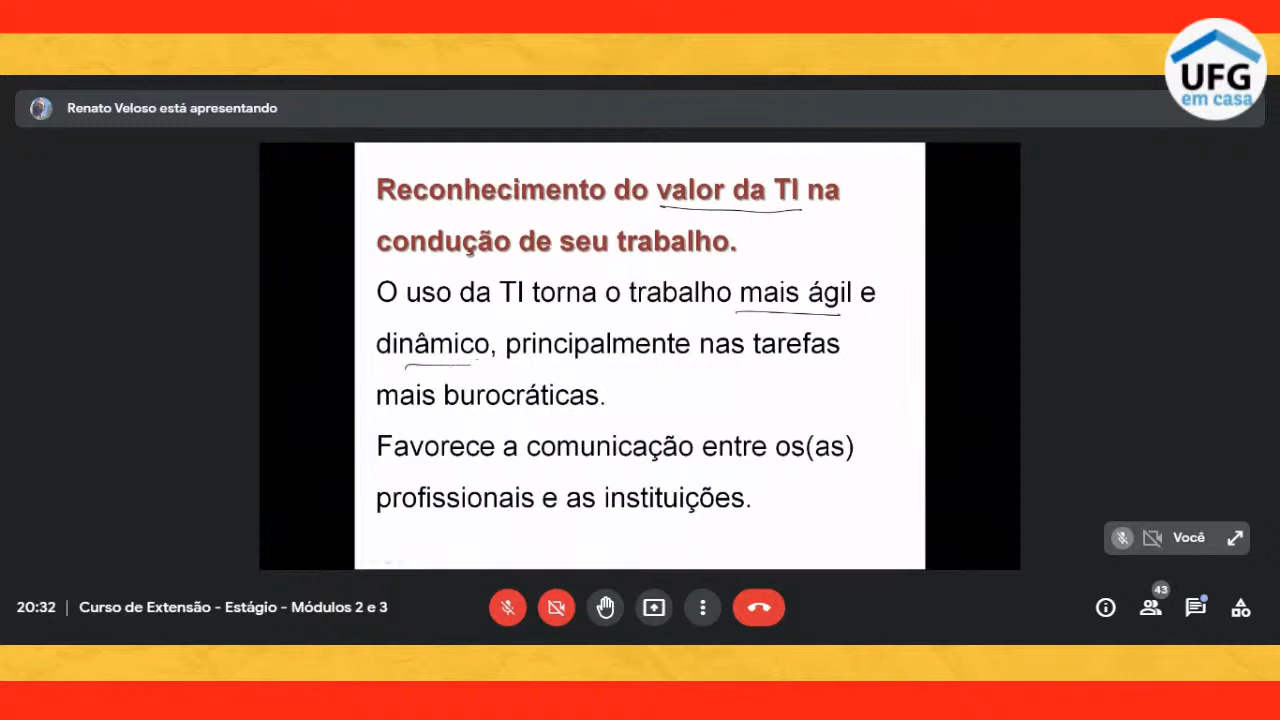 UFG
em casa
Renato Veloso está apresentando
Reconhecimento do valor da TI na
condução de seu trabalho.
O uso da TI torna o trabalho mais ágil e
dinâmico, principalmente nas tarefas
mais burocráticas.
Favorece a comunicação entre os(as)
profissionais e as instituições.
Você
20:32 | Curso de Extensão - Estágio - Módulos 2 e 3
43